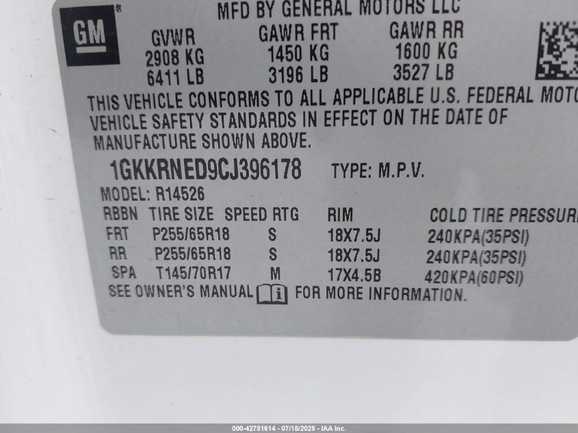 MFD BY GENERAL MOTORS LLC
GM ®
GVWR GAWR FRT GAWR RR
2908 KG 1450 KG 1600 KG
6411 LB 3196 LB 3527 LB
THIS VEHICLE CONFORMS TO ALL APPLICABLE U.S. FEDERAL MOTO
VEHICLE SAFETY STANDARDS IN EFFECT ON THE DATE OF
MANUFACTURE SHOWN ABOVE.
1GKKRNED9CJ396178 TYPE: M.P.V.
MODEL: R14526
RBBN TIRE SIZE SPEED RTG RIM COLD TIRE PRESSURE
FRT P255/65R18 S 18X7.5J 240KPA(35PSI)
RR P255/65R18 S 18X7.5J 240KPA(35PSI)
SPA T145/70R17 M 17X4.5B 420KPA(60PSI)
SEE OWNER'S MANUAL i FOR MORE INFORMATION.
000-42781614 - 07/18/2025 - IAA Inc.